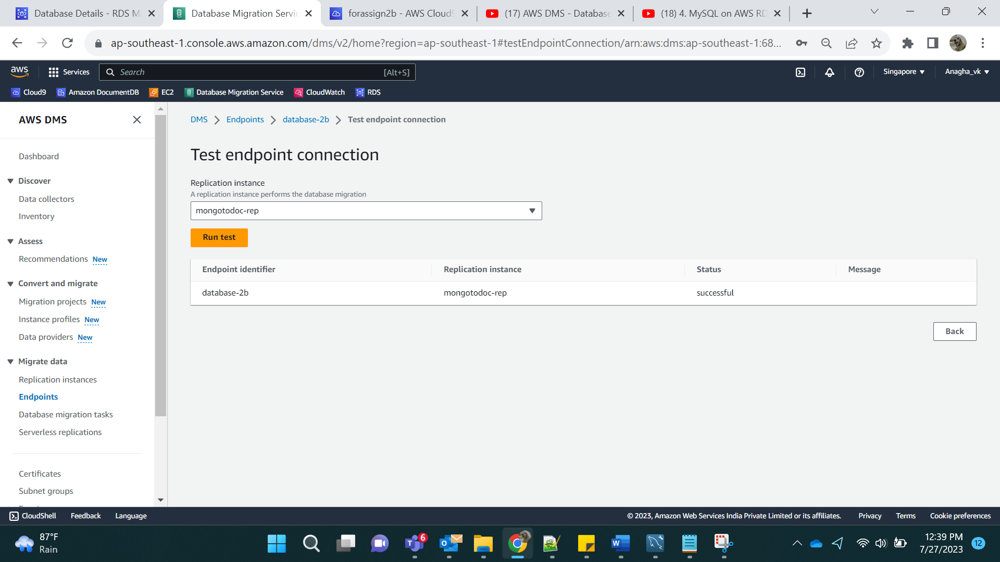 Database Details - RDS M
Database Migration Servic
forassign2b - AWS Cloud
(17) AWS DMS - Database
(18) 4. MySQL on AWS RD
ap-southeast-1.console.aws.amazon.com/dms/v2/home?region=ap-southeast-1#testEndpointConnection/arn:aws:dms:ap-southeast-1:68...
aws
Services
Search
[Alt+S]
Singapore
Anagha_vk
Cloud9
Amazon DocumentDB
EC2
Database Migration Service
CloudWatch
RDS
AWS DMS
Dashboard
Discover
Data collectors
Inventory
Assess
Recommendations New
Convert and migrate
Migration projects New
Instance profiles New
Data providers New
Migrate data
Replication instances
Endpoints
Database migration tasks
Serverless replications
Certificates
Subnet groups
DMS > Endpoints > database-2b > Test endpoint connection
Test endpoint connection
Replication instance
A replication instance performs the database migration
mongotodoc-rep
Run test
Endpoint identifier Replication instance Status Message
database-2b mongotodoc-rep successful
Back
CloudShell Feedback Language
© 2023, Amazon Web Services India Private Limited or its affiliates. Privacy Terms Cookie preferences
87°F
Rain
6
12:39 PM
7/27/2023
12